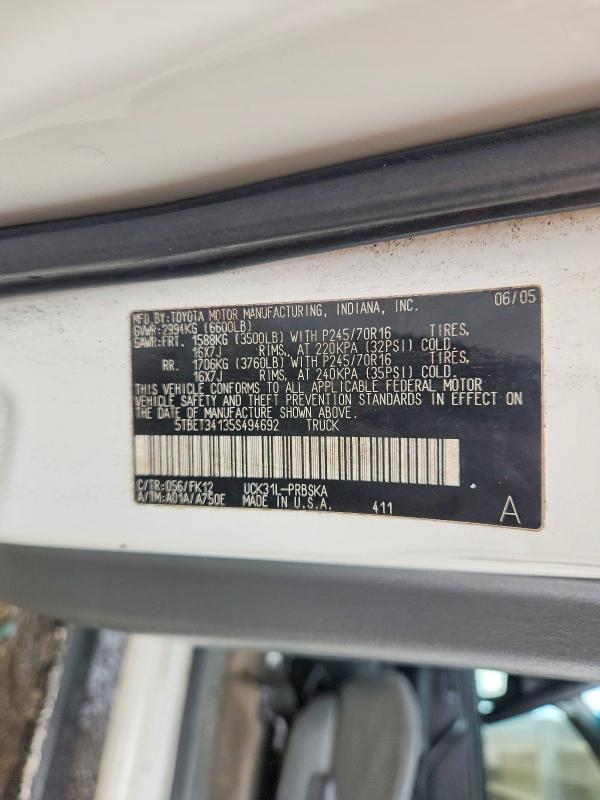 MFD.BY:TOYOTA MOTOR MANUFACTURING, INDIANA, INC. 06/05
GVWR:2994KG (6600LB)
GAWR:FRT. 1588KG (3500LB) WITH P245/70R16 TIRES,
16X7J RIMS, AT 220KPA (32PSI) COLD.
RR. 1706KG (3760LB) WITH P245/70R16 TIRES,
16X7J RIMS, AT 240KPA (35PSI) COLD.
THIS VEHICLE CONFORMS TO ALL APPLICABLE FEDERAL MOTOR
VEHICLE SAFETY AND THEFT PREVENTION STANDARDS IN EFFECT ON
THE DATE OF MANUFACTURE SHOWN ABOVE.
5TBET34135S494692 TRUCK
C/TR:056/FK12 UCK31L-PRBSKA
A/TM:A01A/A750E MADE IN U.S.A. 411 A